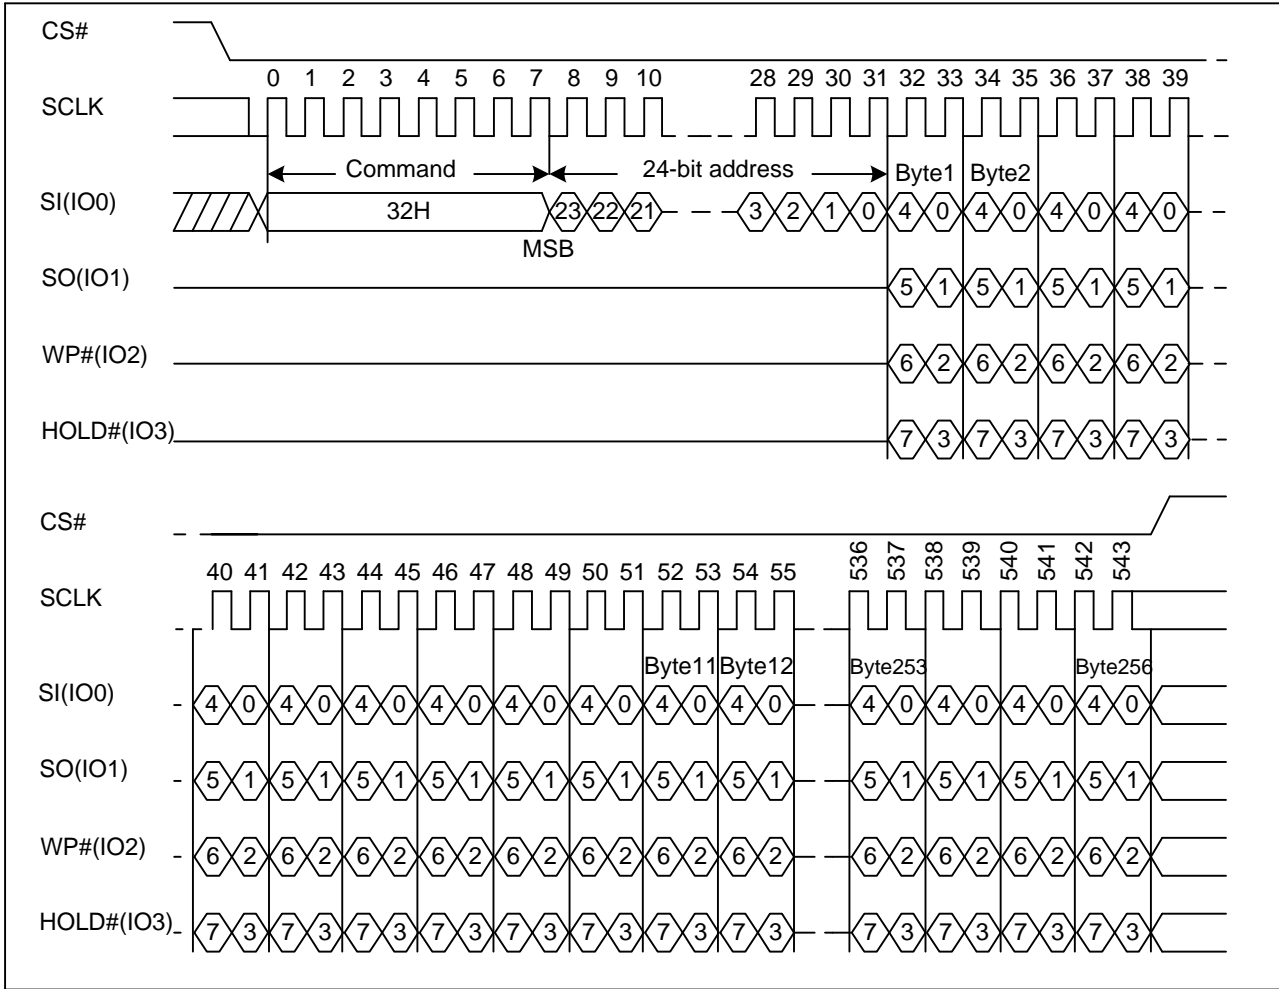 CS#
0 1 2 3 4 5 6 7 8 9 10 28 29 30 31 32 33 34 35 36 37 38 39
SCLK
Command 24-bit address Byte1 Byte2
SI(IO0) 32H 23 22 21 3 2 1 0 4 0 4 0 4 0 4 0
MSB
SO(IO1) 5 1 5 1 5 1 5 1
WP#(IO2) 6 2 6 2 6 2 6 2
HOLD#(IO3) 7 3 7 3 7 3 7 3
CS#
40 41 42 43 44 45 46 47 48 49 50 51 52 53 54 55 536 537 538 539 540 541 542 543
SCLK
Byte11 Byte12 Byte253 Byte256
SI(IO0) 4 0 4 0 4 0 4 0 4 0 4 0 4 0 4 0 4 0 4 0 4 0 4 0
SO(IO1) 5 1 5 1 5 1 5 1 5 1 5 1 5 1 5 1 5 1 5 1 5 1 5 1
WP#(IO2) 6 2 6 2 6 2 6 2 6 2 6 2 6 2 6 2 6 2 6 2 6 2 6 2
HOLD#(IO3) 7 3 7 3 7 3 7 3 7 3 7 3 7 3 7 3 7 3 7 3 7 3 7 3